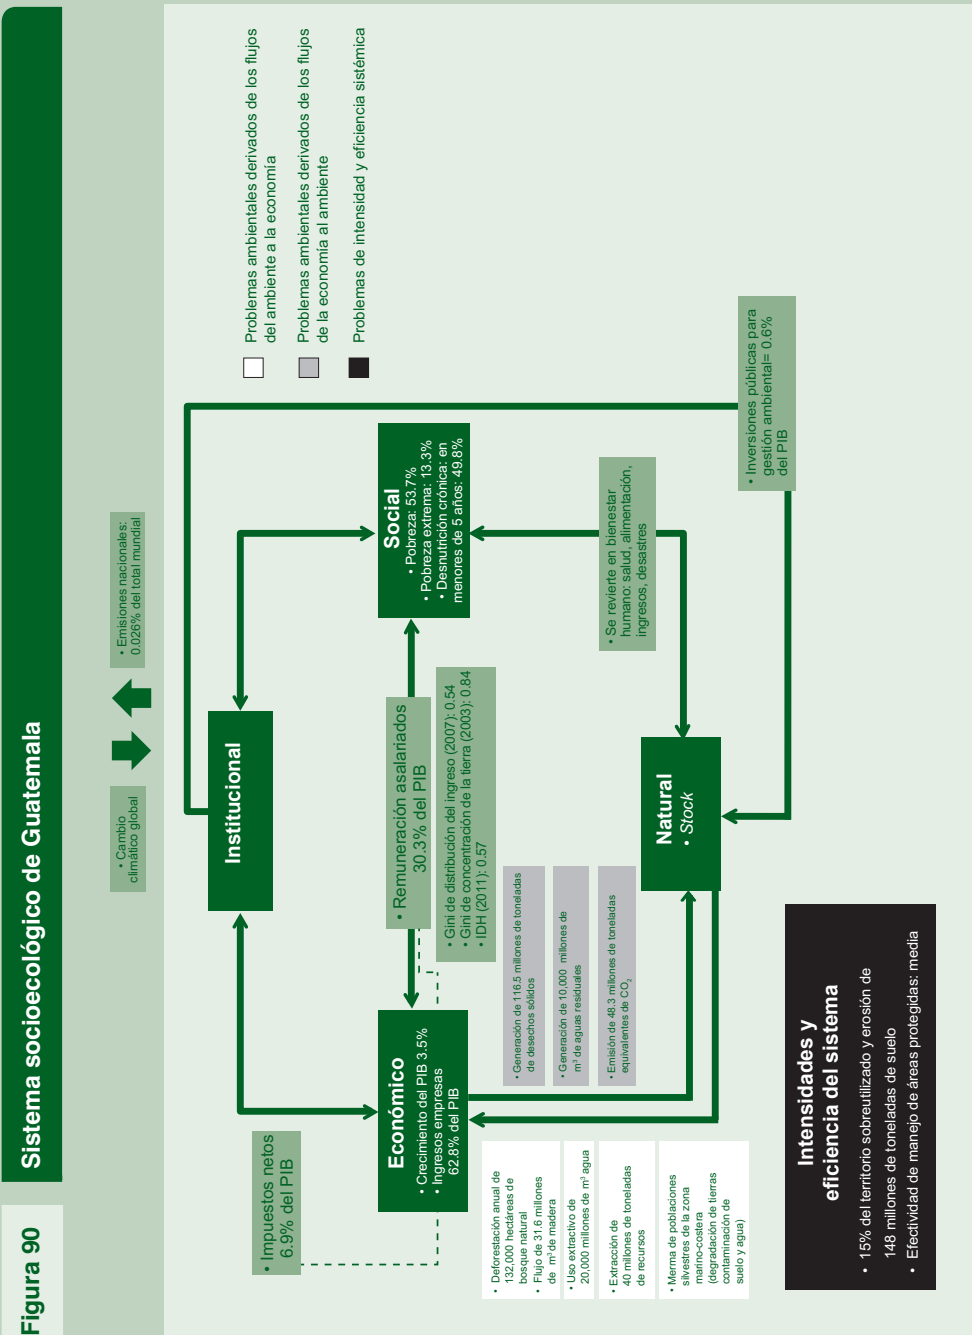 Figura 90
Sistema socioecológico de Guatemala
• Cambio
climático global
• Emisiones nacionales:
0.026% del total mundial
Institucional
• Impuestos netos
6.9% del PIB
Económico
• Crecimiento del PIB 3.5%
• Ingresos empresas
62.8% del PIB
• Remuneración asalariados
30.3% del PIB
• Gini de distribución del ingreso (2007): 0.54
• Gini de concentración de la tierra (2003): 0.84
• IDH (2011): 0.57
Social
• Pobreza: 53.7%
• Pobreza extrema: 13.3%
• Desnutrición crónica: en
menores de 5 años: 49.8%
Problemas ambientales derivados de los flujos
del ambiente a la economía
Problemas ambientales derivados de los flujos
de la economía al ambiente
Problemas de intensidad y eficiencia sistémica
• Deforestación anual de
132,000 hectáreas de
bosque natural
• Flujo de 31.6 millones
de m³ de madera
• Uso extractivo de
20,000 millones de m³ agua
• Extracción de
40 millones de toneladas
de recursos
• Merma de poblaciones
silvestres de la zona
marino-costera
(degradación de tierras
contaminación de
suelo y agua)
• Generación de 116.5 millones de toneladas
de desechos sólidos
• Generación de 10,000 millones de
m³ de aguas residuales
• Emisión de 48.3 millones de toneladas
equivalentes de CO₂
• Se revierte en bienestar
humano: salud, alimentación,
ingresos, desastres
Natural
• Stock
• Inversiones públicas para
gestión ambiental= 0.6%
del PIB
Intensidades y
eficiencia del sistema
• 15% del territorio sobreutilizado y erosión de
148 millones de toneladas de suelo
• Efectividad de manejo de áreas protegidas: media